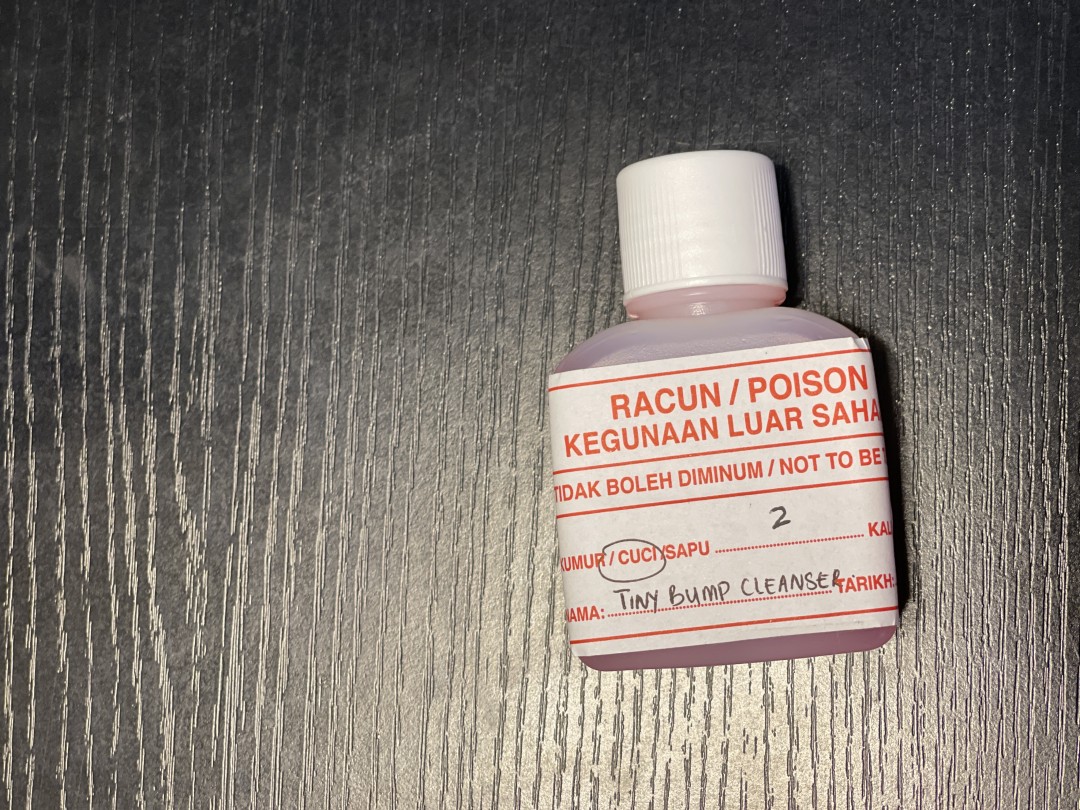 RACUN / POISON
KEGUNAAN LUAR SAHA
TIDAK BOLEH DIMINUM / NOT TO BE
KUMUR / CUCI / SAPU ........ 2 ........ KAL
NAMA: TINY BUMP CLEANSER TARIKH: